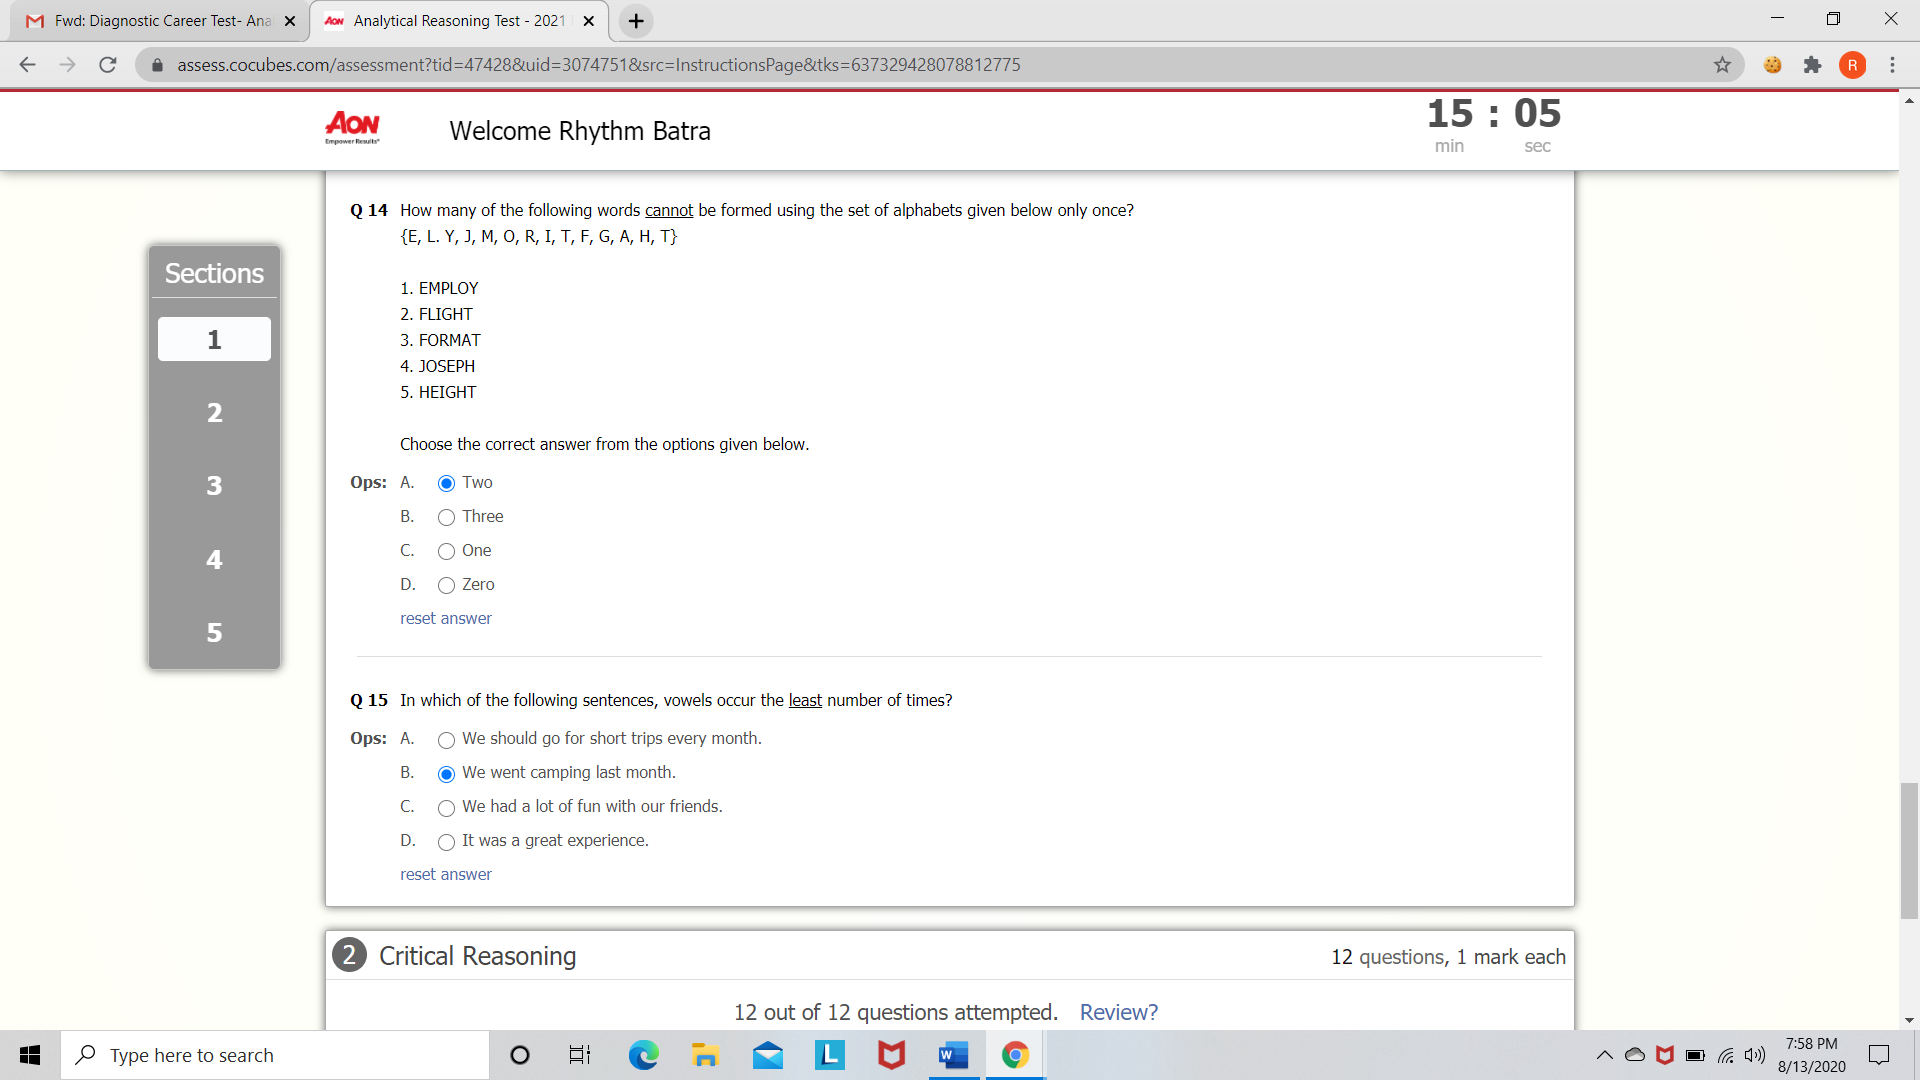 Fwd: Diagnostic Career Test- Ana
AON Analytical Reasoning Test - 2021
assess.cocubes.com/assessment?tid=47428&uid=3074751&src=InstructionsPage&tks=637329428078812775
R
AON
Empower Results®
Welcome Rhythm Batra
15 : 05
min sec
Sections
1
2
3
4
5
Q 14 How many of the following words cannot be formed using the set of alphabets given below only once?
{E, L. Y, J, M, O, R, I, T, F, G, A, H, T}
1. EMPLOY
2. FLIGHT
3. FORMAT
4. JOSEPH
5. HEIGHT
Choose the correct answer from the options given below.
Ops: A. Two
B. Three
C. One
D. Zero
reset answer
Q 15 In which of the following sentences, vowels occur the least number of times?
Ops: A. We should go for short trips every month.
B. We went camping last month.
C. We had a lot of fun with our friends.
D. It was a great experience.
reset answer
2 Critical Reasoning
12 questions, 1 mark each
12 out of 12 questions attempted. Review?
Type here to search
L
W
7:58 PM
8/13/2020